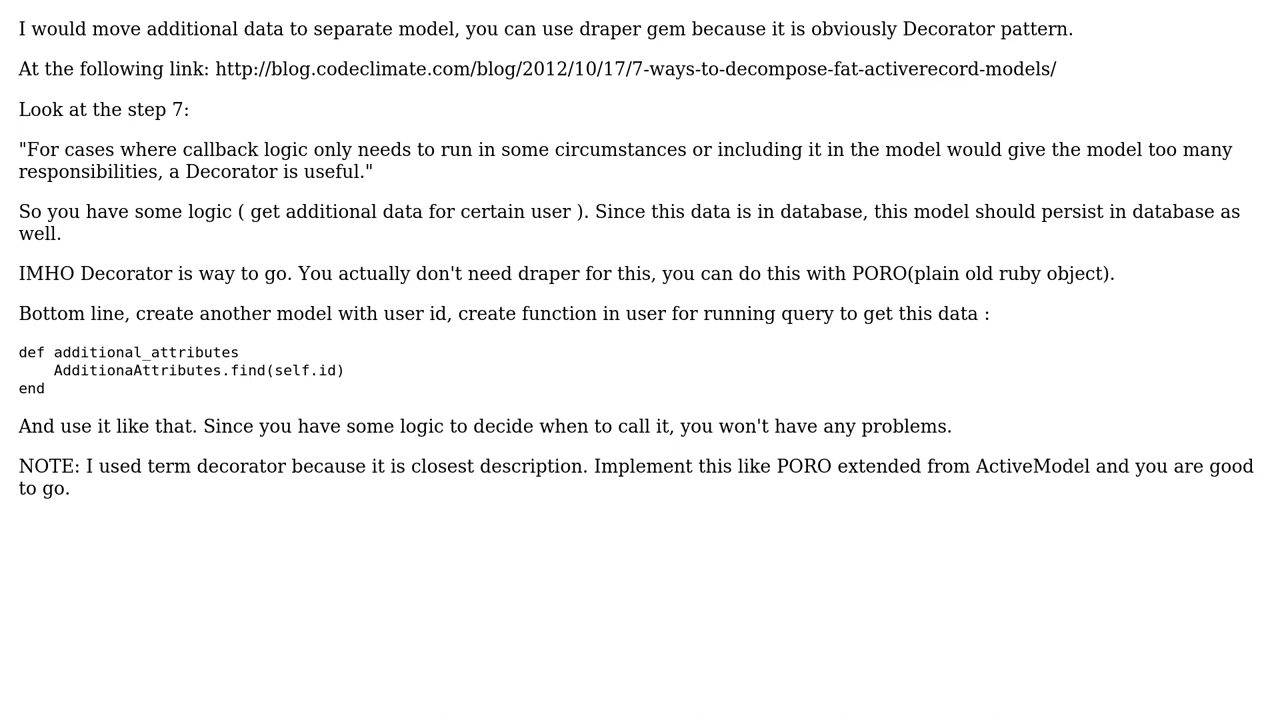 I would move additional data to separate model, you can use draper gem because it is obviously Decorator pattern.
At the following link: http://blog.codeclimate.com/blog/2012/10/17/7-ways-to-decompose-fat-activerecord-models/
Look at the step 7:
"For cases where callback logic only needs to run in some circumstances or including it in the model would give the model too many
responsibilities, a Decorator is useful."
So you have some logic ( get additional data for certain user ). Since this data is in database, this model should persist in database as
well.
IMHO Decorator is way to go. You actually don't need draper for this, you can do this with PORO(plain old ruby object).
Bottom line, create another model with user id, create function in user for running query to get this data :
def additional_attributes
    AdditionaAttributes.find(self.id)
end
And use it like that. Since you have some logic to decide when to call it, you won't have any problems.
NOTE: I used term decorator because it is closest description. Implement this like PORO extended from ActiveModel and you are good
to go.